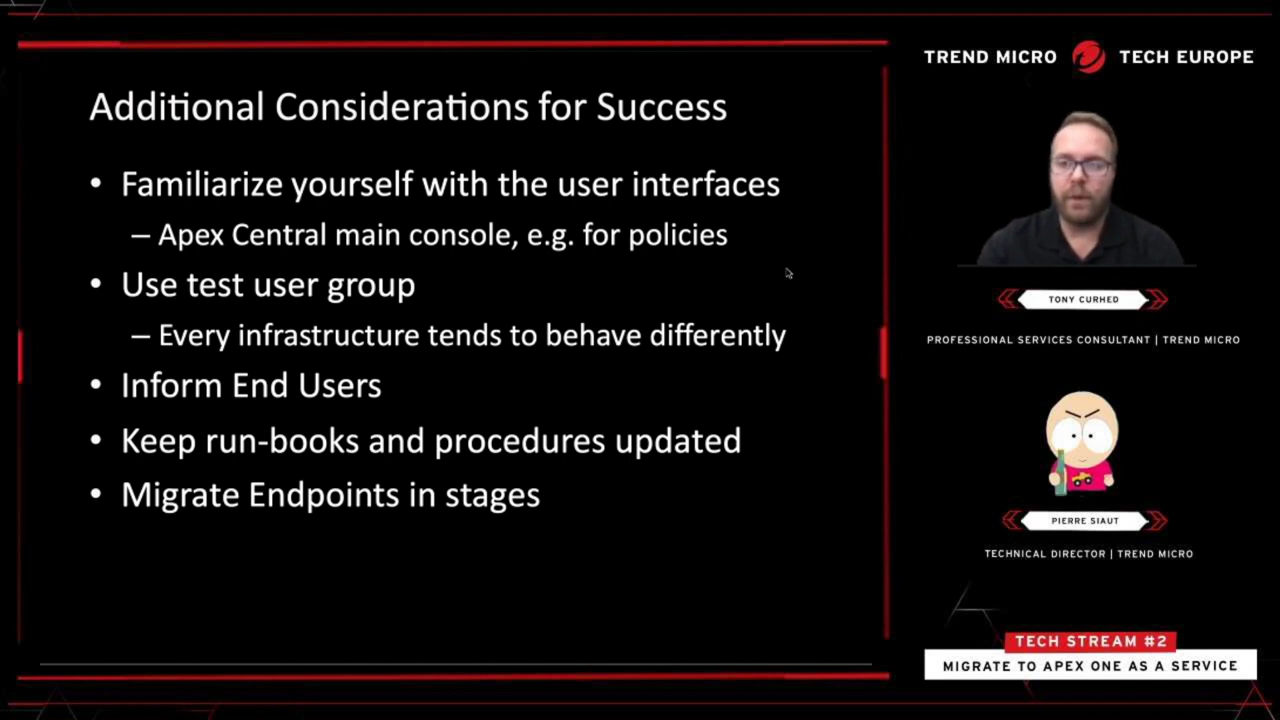 Additional Considerations for Success
• Familiarize yourself with the user interfaces
– Apex Central main console, e.g. for policies
• Use test user group
– Every infrastructure tends to behave differently
• Inform End Users
• Keep run-books and procedures updated
• Migrate Endpoints in stages
TREND MICRO TECH EUROPE
TONY CURHED
PROFESSIONAL SERVICES CONSULTANT | TREND MICRO
PIERRE SIAUT
TECHNICAL DIRECTOR | TREND MICRO
TECH STREAM #2
MIGRATE TO APEX ONE AS A SERVICE